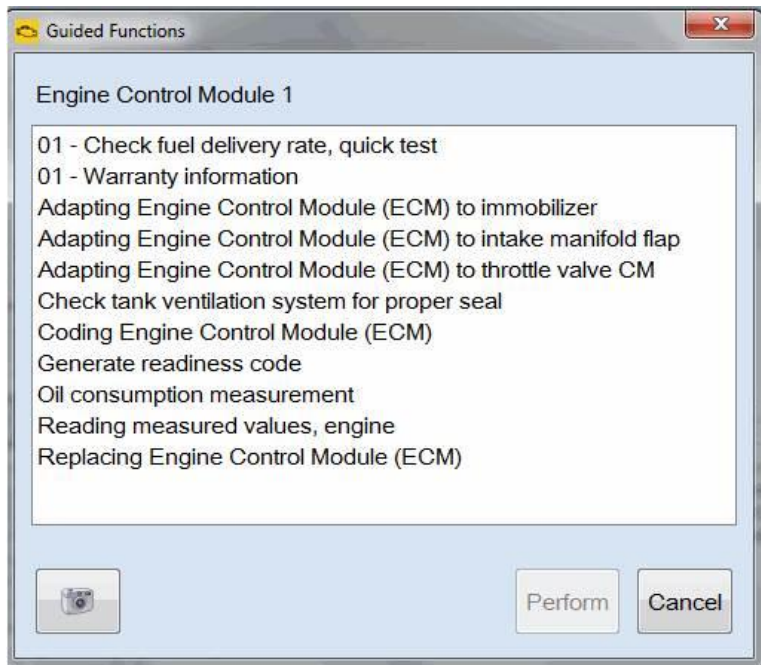 Guided Functions
Engine Control Module 1
01 - Check fuel delivery rate, quick test
01 - Warranty information
Adapting Engine Control Module (ECM) to immobilizer
Adapting Engine Control Module (ECM) to intake manifold flap
Adapting Engine Control Module (ECM) to throttle valve CM
Check tank ventilation system for proper seal
Coding Engine Control Module (ECM)
Generate readiness code
Oil consumption measurement
Reading measured values, engine
Replacing Engine Control Module (ECM)
Perform
Cancel